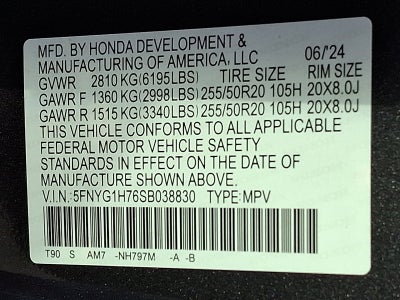 MFD. BY HONDA DEVELOPMENT &
MANUFACTURING OF AMERICA, LLC 06/'24
GVWR 2810 KG(6195LBS) TIRE SIZE RIM SIZE
GAWR F 1360 KG(2998LBS) 255/50R20 105H 20X8.0J
GAWR R 1515 KG(3340LBS) 255/50R20 105H 20X8.0J
THIS VEHICLE CONFORMS TO ALL APPLICABLE
FEDERAL MOTOR VEHICLE SAFETY
STANDARDS IN EFFECT ON THE DATE OF
MANUFACTURE SHOWN ABOVE.
V.I.N.:5FNYG1H76SB038830 TYPE:MPV
T90 S AM7 -NH797M -A -B